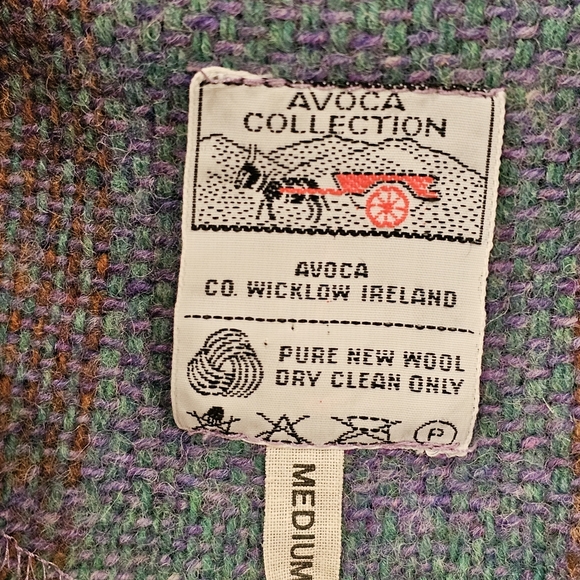 AVOCA
COLLECTION
AVOCA
CO. WICKLOW IRELAND
PURE NEW WOOL
DRY CLEAN ONLY
P
MEDIUM